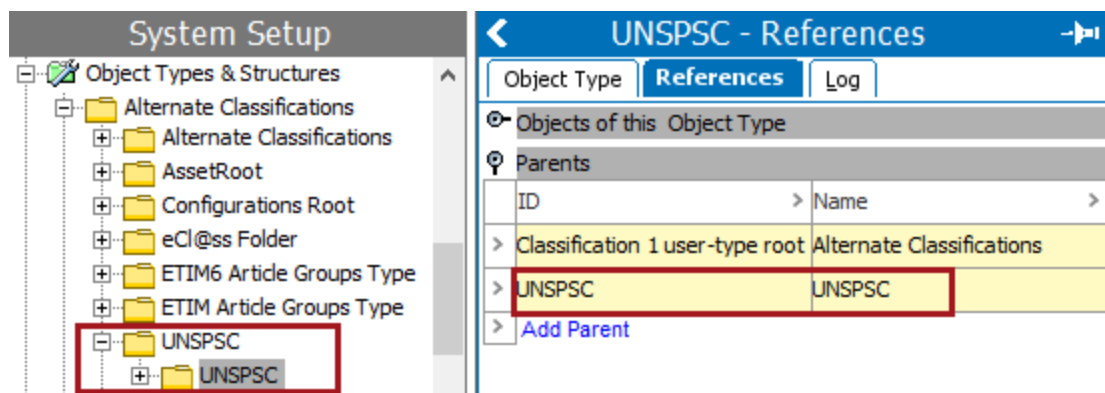 System Setup
Object Types & Structures
Alternate Classifications
Alternate Classifications
AssetRoot
Configurations Root
eCl@ss Folder
ETIM6 Article Groups Type
ETIM Article Groups Type
UNSPSC
UNSPSC
UNSPSC - References
Object Type References Log
Objects of this Object Type
Parents
ID > Name >
> Classification 1 user-type root Alternate Classifications
> UNSPSC UNSPSC
> Add Parent